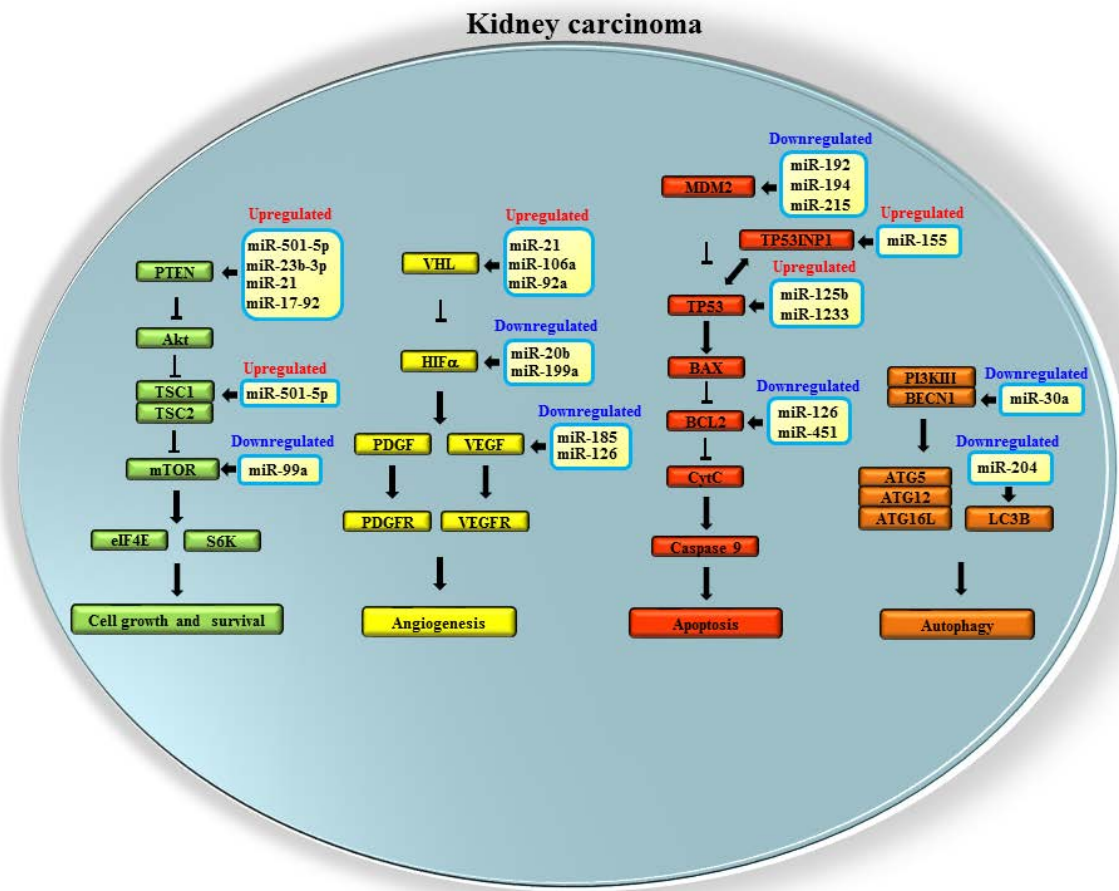 Kidney carcinoma
Upregulated
miR-501-5p
miR-23b-3p
miR-21
miR-17-92
PTEN
Akt
Upregulated
TSC1
miR-501-5p
TSC2
Downregulated
mTOR
miR-99a
eIF4E
S6K
Cell growth and survival
Upregulated
miR-21
miR-106a
miR-92a
VHL
Downregulated
HIFα
miR-20b
miR-199a
Downregulated
PDGF
VEGF
miR-185
miR-126
PDGFR
VEGFR
Angiogenesis
Downregulated
MDM2
miR-192
miR-194
miR-215
Upregulated
TP53INP1
miR-155
Upregulated
TP53
miR-125b
miR-1233
BAX
Downregulated
BCL2
miR-126
miR-451
CytC
Caspase 9
Apoptosis
PI3KIII
Downregulated
BECN1
miR-30a
Downregulated
miR-204
ATG5
ATG12
ATG16L
LC3B
Autophagy